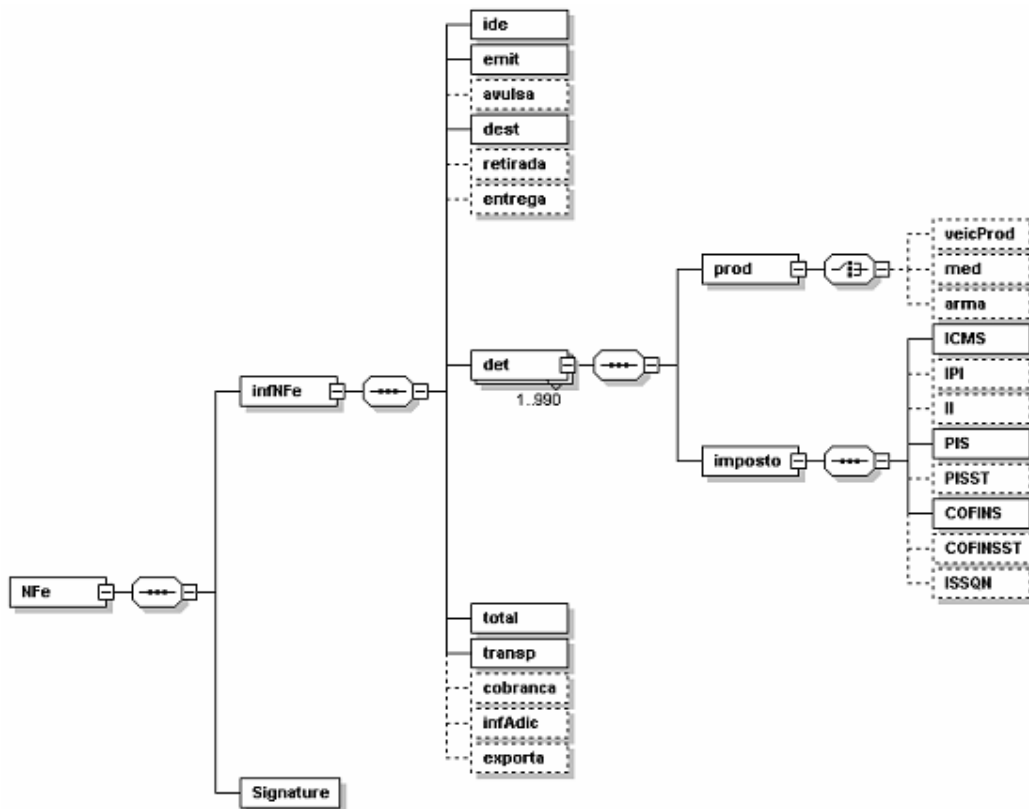 ide
emit
avulsa
dest
retirada
entrega
veicProd
prod
med
arma
ICMS
det
IPI
1..990
infNFe
II
PIS
imposto
PISST
COFINS
COFINSST
NFe
ISSQN
total
transp
cobranca
infAdic
exporta
Signature